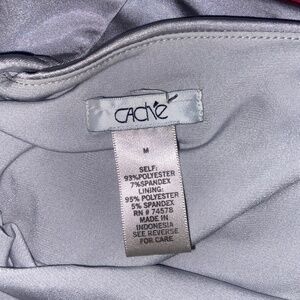 Caché
M
SELF:
93%POLYESTER
7%SPANDEX
LINING:
95% POLYESTER
5% SPANDEX
RN # 74578
MADE IN
INDONESIA
SEE REVERSE
FOR CARE